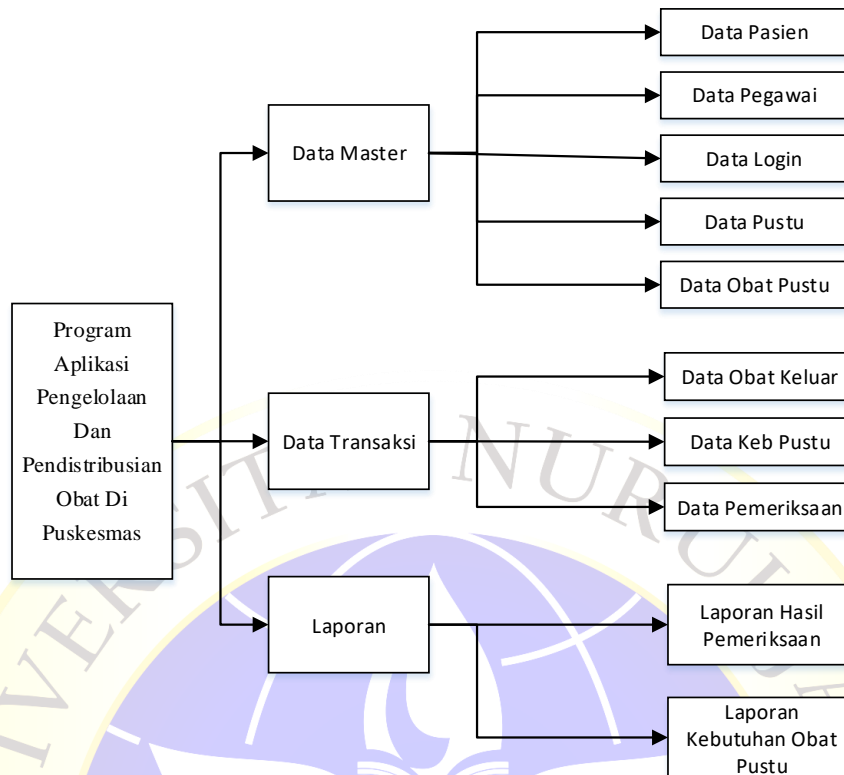 Program
Aplikasi
Pengelolaan
Dan
Pendistribusian
Obat Di
Puskesmas
Data Master
Data Pasien
Data Pegawai
Data Login
Data Pustu
Data Obat Pustu
Data Transaksi
Data Obat Keluar
Data Keb Pustu
Data Pemeriksaan
Laporan
Laporan Hasil
Pemeriksaan
Laporan
Kebutuhan Obat
Pustu